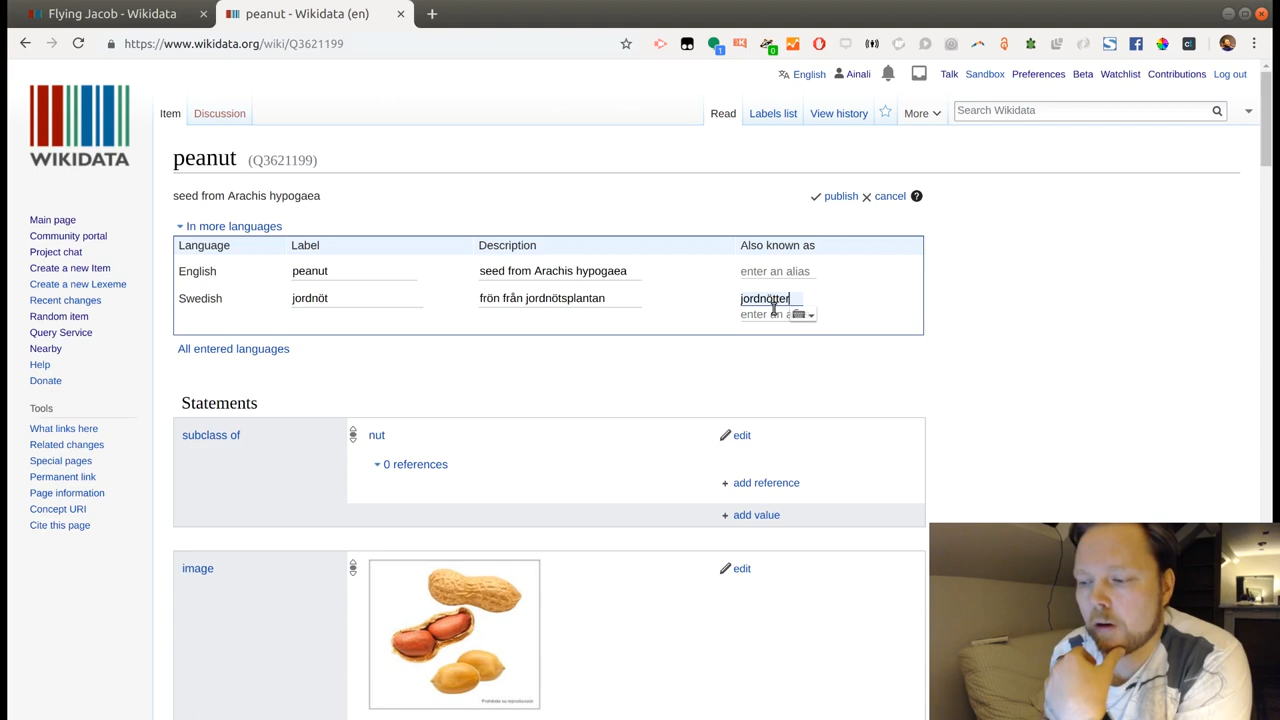 Flying Jacob - Wikidata
peanut - Wikidata (en)
https://www.wikidata.org/wiki/Q3621199
1
0
English Ainali Talk Sandbox Preferences Beta Watchlist Contributions Log out
Item Discussion Read Labels list View history More Search Wikidata
WIKIDATA
Main page
Community portal
Project chat
Create a new Item
Create a new Lexeme
Recent changes
Random item
Query Service
Nearby
Help
Donate
Tools
What links here
Related changes
Special pages
Permanent link
Page information
Concept URI
Cite this page
peanut (Q3621199)
seed from Arachis hypogaea publish cancel ?
In more languages
Language Label Description Also known as
English peanut seed from Arachis hypogaea enter an alias
Swedish jordnöt frön från jordnötsplantan jordnötter
enter an
All entered languages
Statements
subclass of nut edit
0 references
+ add reference
+ add value
image edit